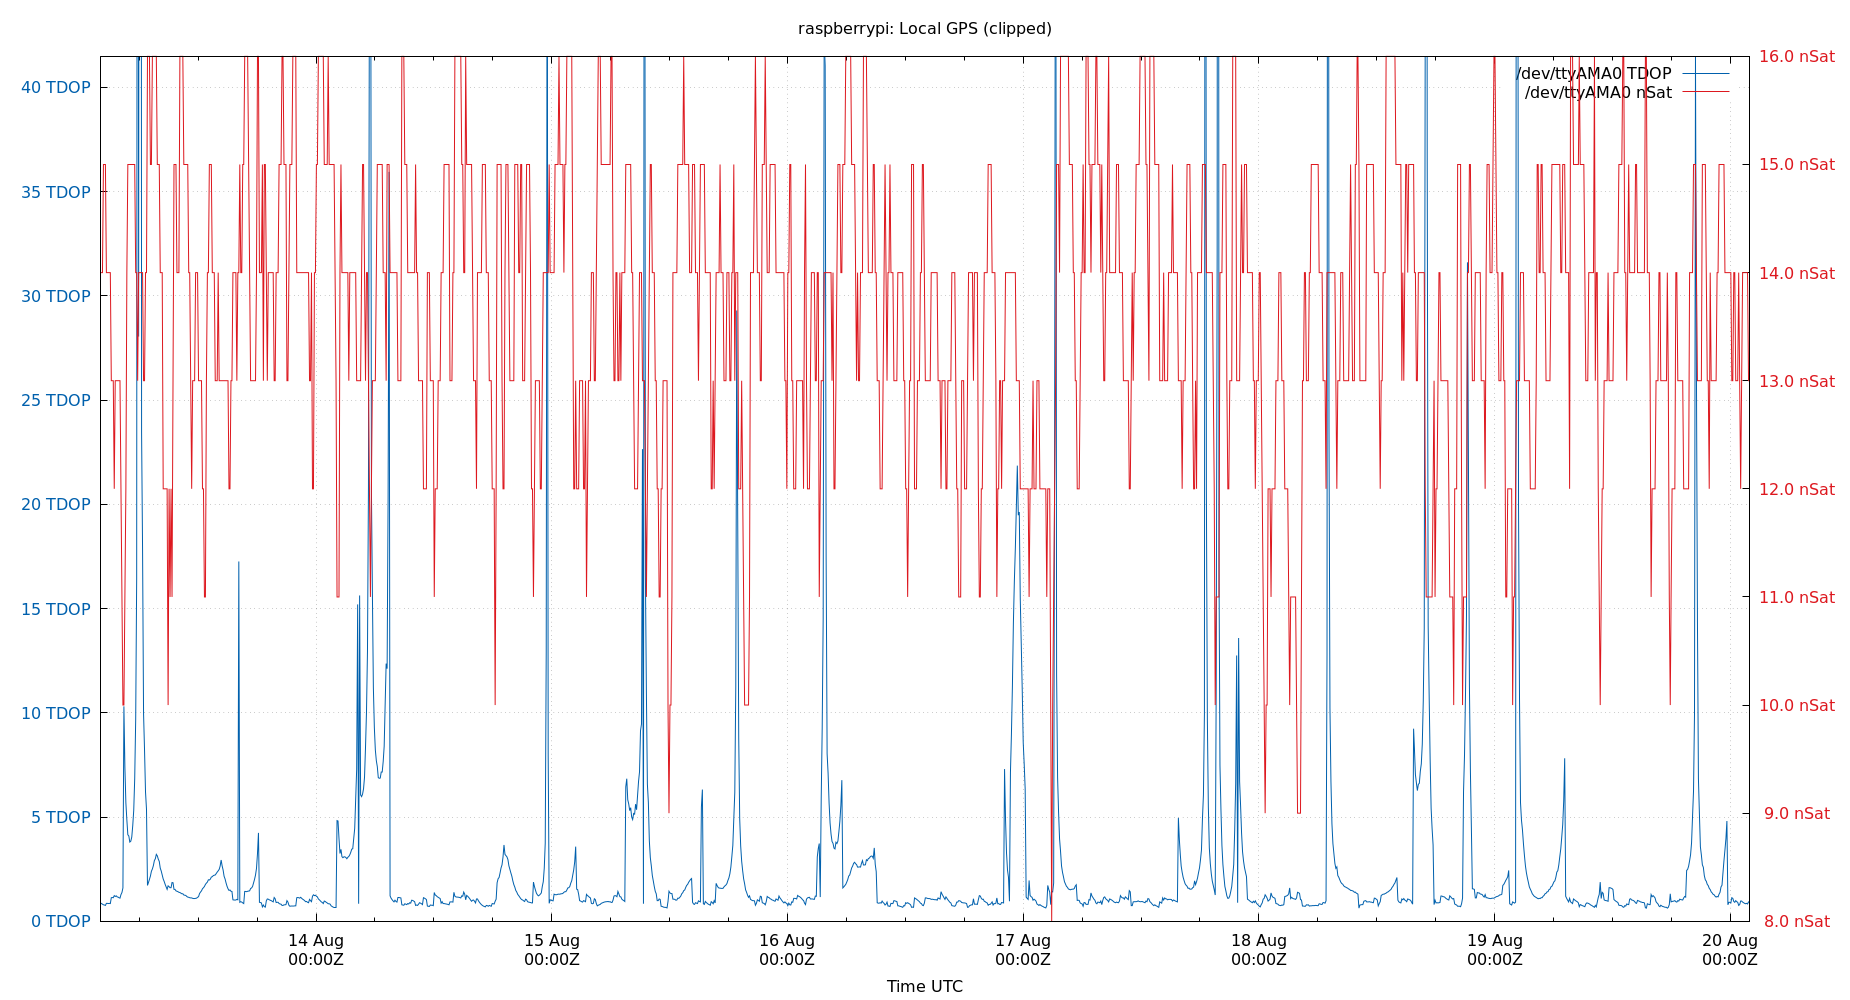 raspberrypi: Local GPS (clipped)
/dev/ttyAMA0 TDOP
/dev/ttyAMA0 nSat
40 TDOP
35 TDOP
30 TDOP
25 TDOP
20 TDOP
15 TDOP
10 TDOP
5 TDOP
0 TDOP
16.0 nSat
15.0 nSat
14.0 nSat
13.0 nSat
12.0 nSat
11.0 nSat
10.0 nSat
9.0 nSat
8.0 nSat
14 Aug
00:00Z
15 Aug
00:00Z
16 Aug
00:00Z
17 Aug
00:00Z
18 Aug
00:00Z
19 Aug
00:00Z
20 Aug
00:00Z
Time UTC